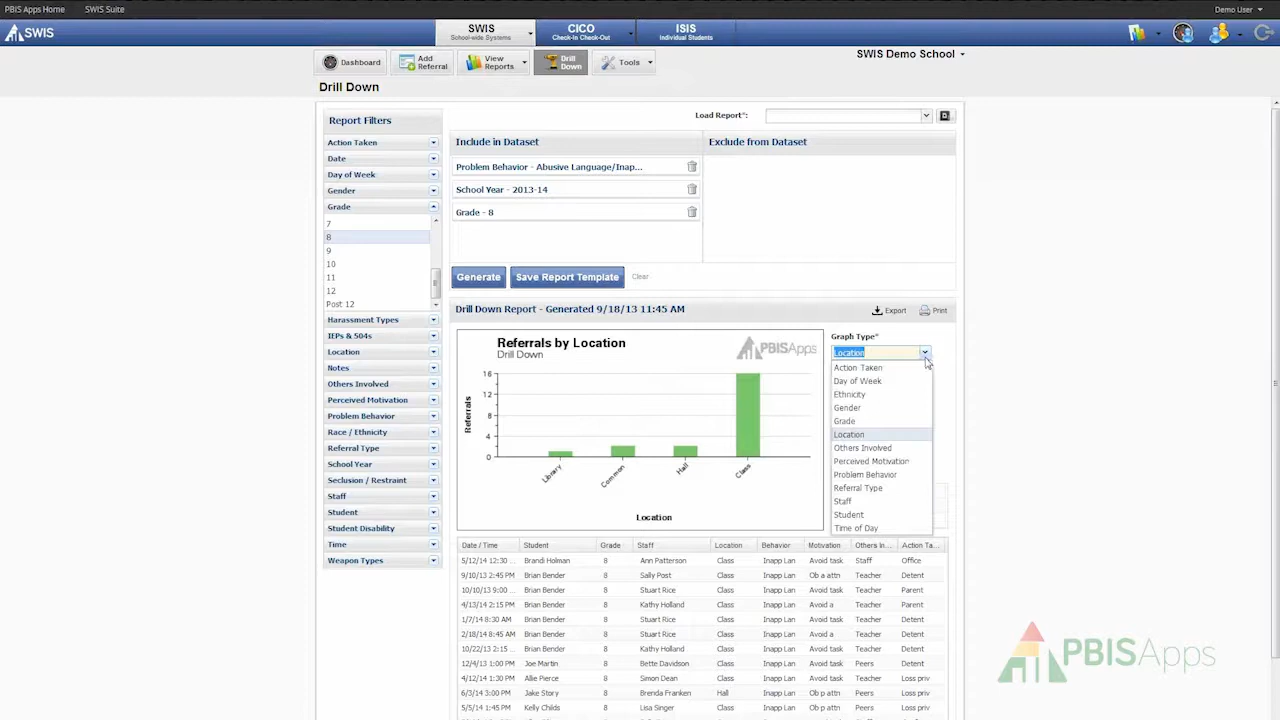 PBIS Apps Home SWIS Suite Demo User
SWIS
SWIS
School-wide Systems
CICO
Check-In Check-Out
ISIS
Individual Students
Dashboard
Add Referral
View Reports
Drill Down
Tools
SWIS Demo School
Drill Down
Report Filters
Action Taken
Date
Day of Week
Gender
Grade
7
8
9
10
11
12
Post 12
Harassment Types
IEPs & 504s
Location
Notes
Others Involved
Perceived Motivation
Problem Behavior
Race / Ethnicity
Referral Type
School Year
Seclusion / Restraint
Staff
Student
Student Disability
Time
Weapon Types
Load Report*:
Include in Dataset
Exclude from Dataset
Problem Behavior - Abusive Language/Inap...
School Year - 2013-14
Grade - 8
Generate
Save Report Template
Clear
Drill Down Report - Generated 9/18/13 11:45 AM
Export
Print
Referrals by Location
Drill Down
PBISApps
Referrals
16
12
8
4
0
Library
Common
Hall
Class
Location
Graph Type*
Location
Action Taken
Day of Week
Ethnicity
Gender
Grade
Location
Others Involved
Perceived Motivation
Problem Behavior
Referral Type
Staff
Student
Time of Day
Date / Time Student Grade Staff Location Behavior Motivation Others In... Action Ta...
5/12/14 12:30 ... Brandi Holman 8 Ann Patterson Class Inapp Lan Avoid task Staff Office
9/10/13 2:45 PM Brian Bender 8 Sally Post Class Inapp Lan Ob a attn Teacher Detent
10/10/13 9:00 ... Brian Bender 8 Stuart Rice Class Inapp Lan Avoid task Teacher Parent
4/13/14 2:15 PM Brian Bender 8 Kathy Holland Class Inapp Lan Avoid a Teacher Parent
1/7/14 8:30 AM Brian Bender 8 Stuart Rice Class Inapp Lan Avoid task Teacher Detent
2/18/14 8:45 AM Brian Bender 8 Stuart Rice Class Inapp Lan Avoid a Teacher Detent
10/22/13 2:15 ... Brian Bender 8 Kathy Holland Class Inapp Lan Avoid task Teacher Detent
12/4/13 1:00 PM Joe Martin 8 Bette Davidson Class Inapp Lan Avoid task Peers Detent
4/12/14 1:30 PM Allie Pierce 8 Simon Dean Class Inapp Lan Avoid task Teacher Loss priv
6/3/14 3:00 PM Jake Story 8 Brenda Franken Hall Inapp Lan Ob p attn Peers Loss priv
5/5/14 1:45 PM Kelly Childs 8 Lisa Singer Class Inapp Lan Ob p attn Peers Loss priv
PBISApps